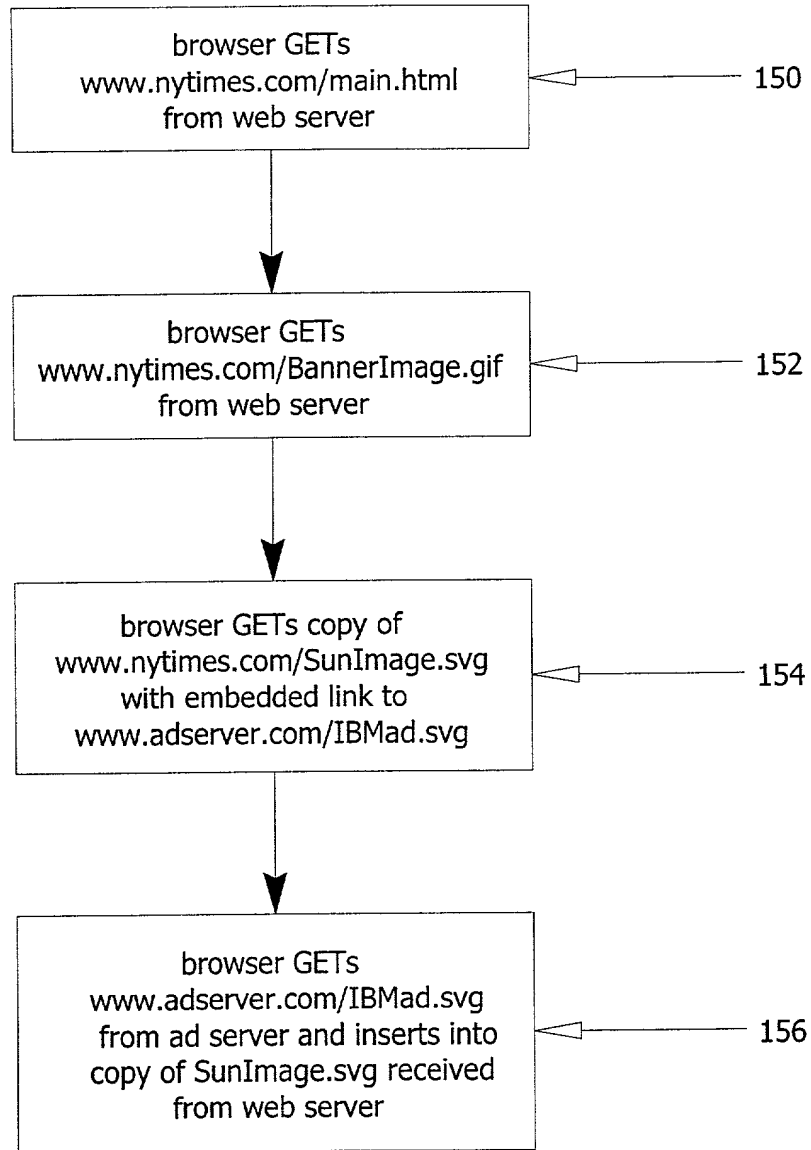 browser GETs
www.nytimes.com/main.html
from web server
150
browser GETs
www.nytimes.com/BannerImage.gif
from web server
152
browser GETs copy of
www.nytimes.com/SunImage.svg
with embedded link to
www.adserver.com/IBMad.svg
154
browser GETs
www.adserver.com/IBMad.svg
from ad server and inserts into
copy of SunImage.svg received
from web server
156